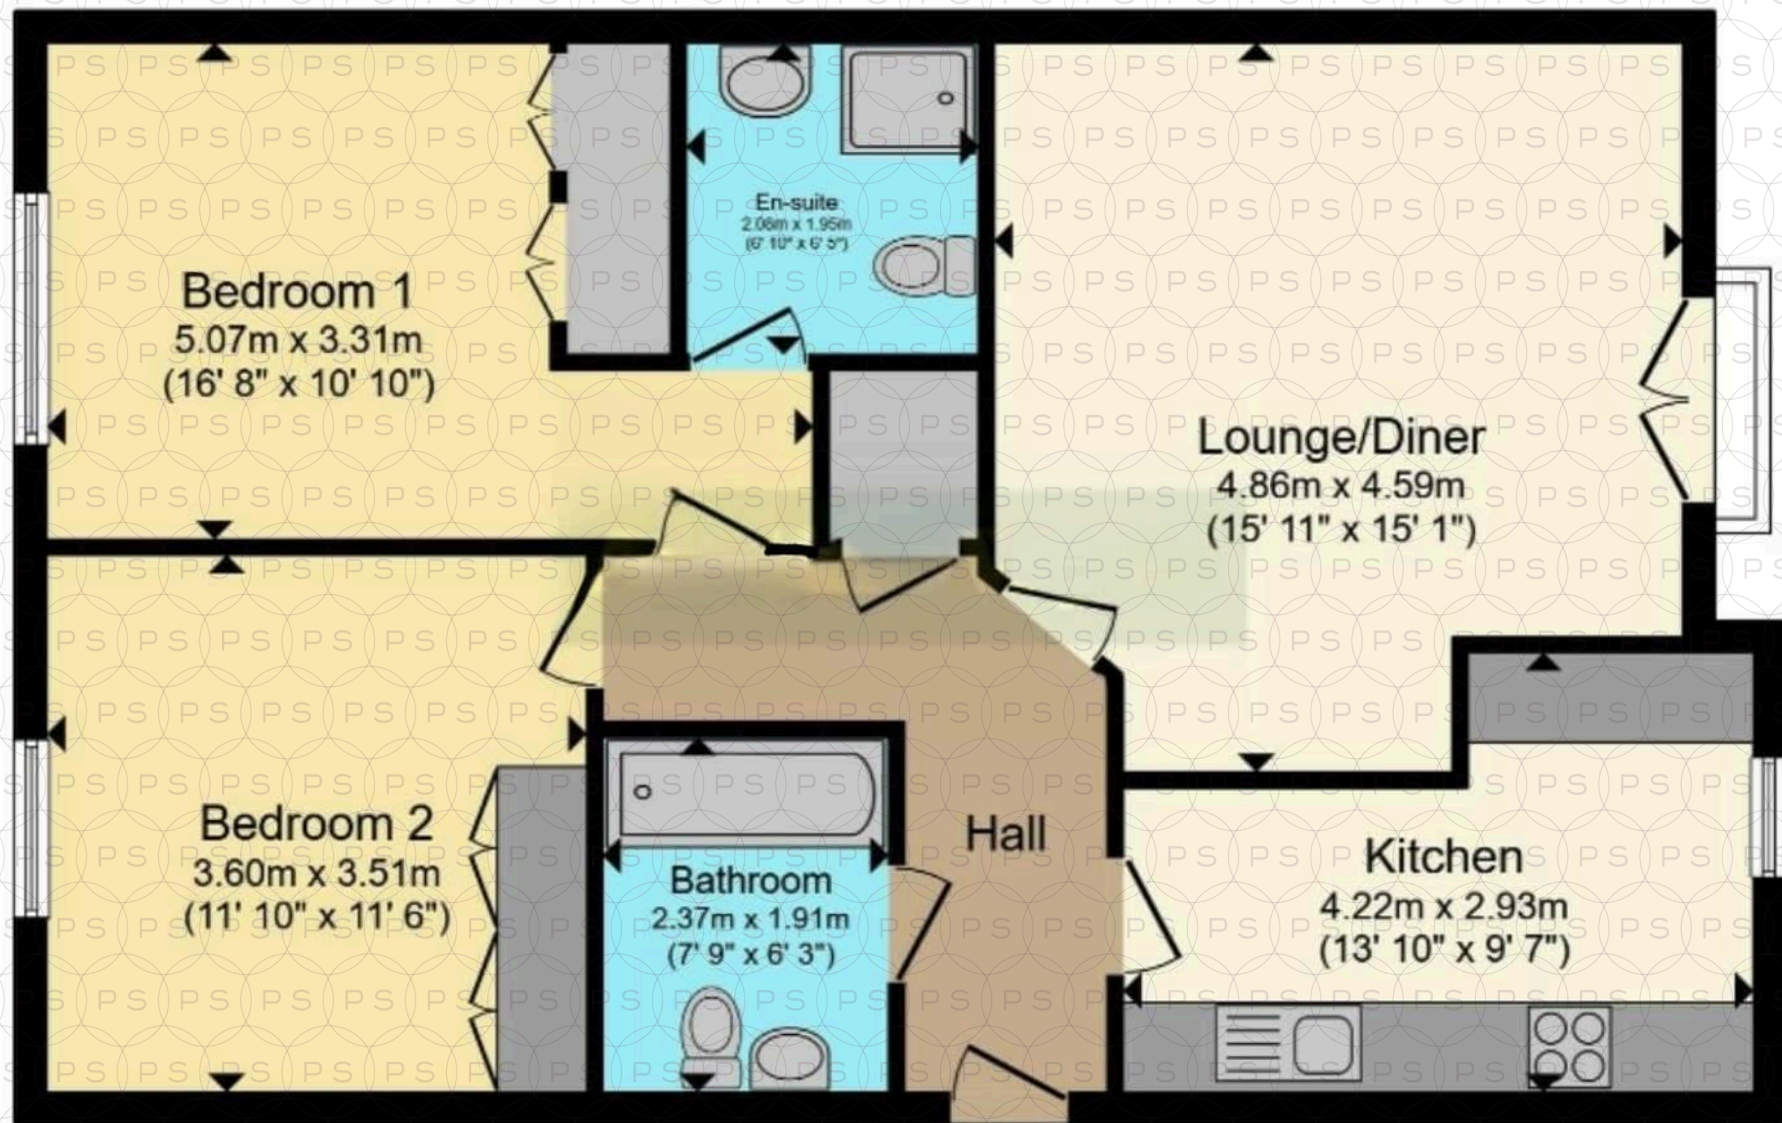 Bedroom 1
5.07m x 3.31m
(16' 8" x 10' 10")
En-suite
2.08m x 1.95m
(6' 10" x 6' 5")
Lounge/Diner
4.86m x 4.59m
(15' 11" x 15' 1")
Bedroom 2
3.60m x 3.51m
(11' 10" x 11' 6")
Bathroom
2.37m x 1.91m
(7' 9" x 6' 3")
Hall
Kitchen
4.22m x 2.93m
(13' 10" x 9' 7")
PS